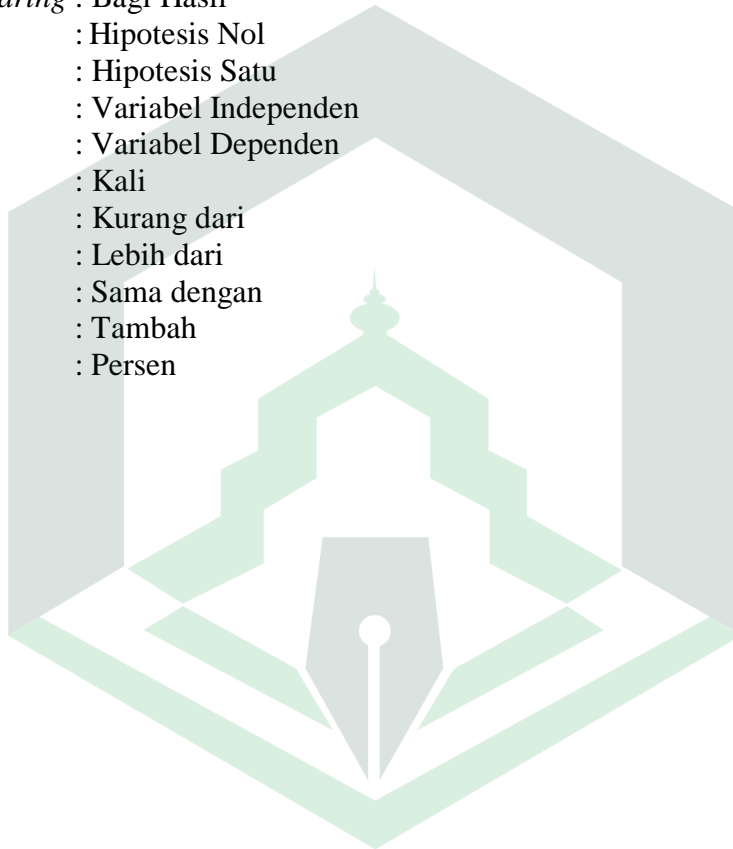 aring : Bagi Hasil
: Hipotesis Nol
: Hipotesis Satu
: Variabel Independen
: Variabel Dependen
: Kali
: Kurang dari
: Lebih dari
: Sama dengan
: Tambah
: Persen